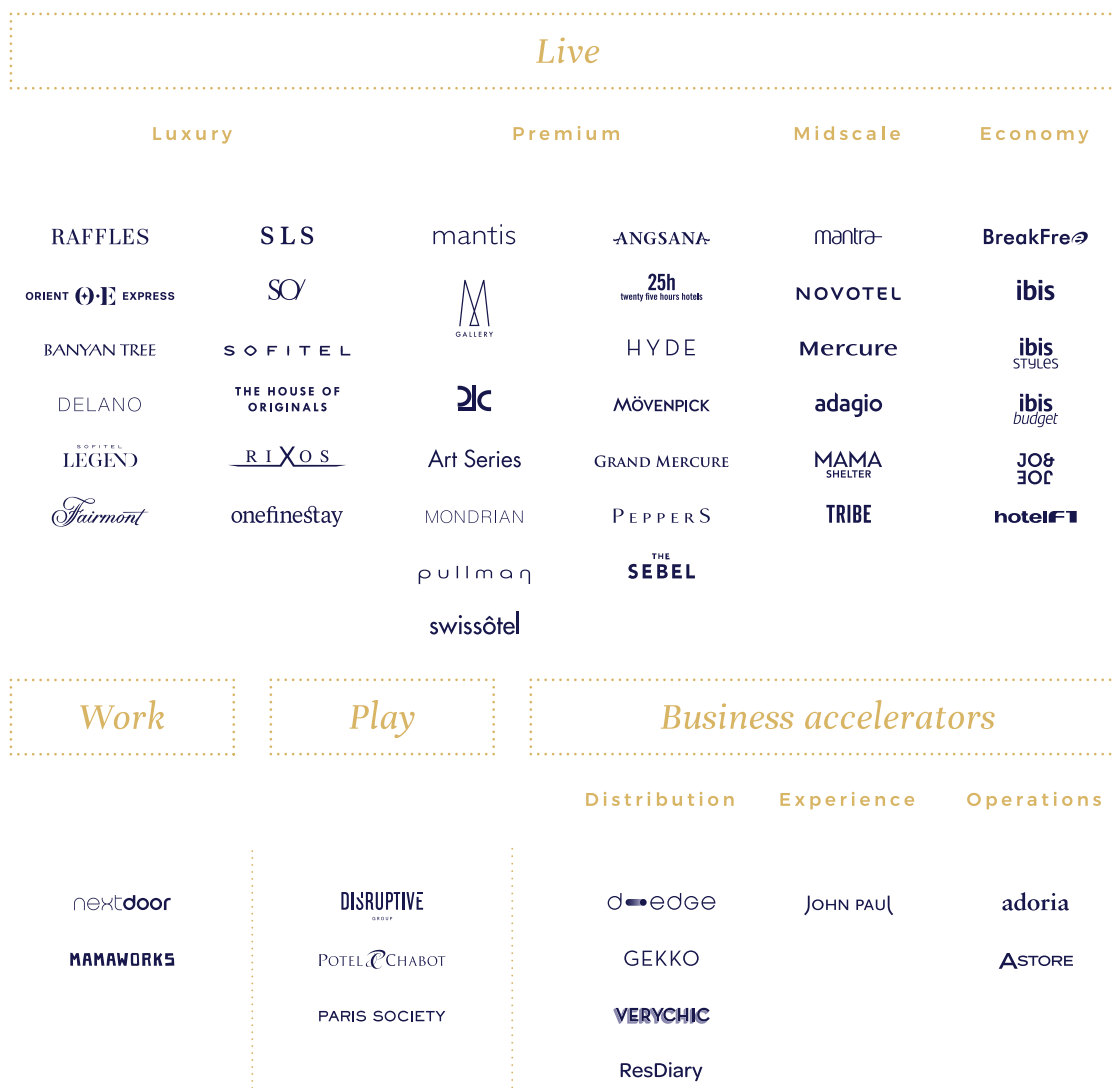 Live
Luxury
Premium
Midscale
Economy
RAFFLES
ORIENT O·E EXPRESS
BANYAN TREE
DELANO
SOFITEL
LEGEND
Fairmont
SLS
SO/
SOFITEL
THE HOUSE OF
ORIGINALS
RIXOS
onefinestay
mantis
M
GALLERY
21c
Art Series
MONDRIAN
pullman
swissôtel
ANGSANA
25h
twenty five hours hotels
HYDE
MÖVENPICK
GRAND MERCURE
PEPPERS
THE
SEBEL
mantra
NOVOTEL
Mercure
adagio
MAMA
SHELTER
TRIBE
BreakFree
ibis
ibis
STYLES
ibis
budget
JO&
JOE
hotelF1
Work
nextdoor
MAMAWORKS
Play
DISRUPTIVE
GROUP
POTEL & CHABOT
PARIS SOCIETY
Business accelerators
Distribution
d-edge
GEKKO
VERYCHIC
ResDiary
Experience
JOHN PAUL
Operations
adoria
ASTORE